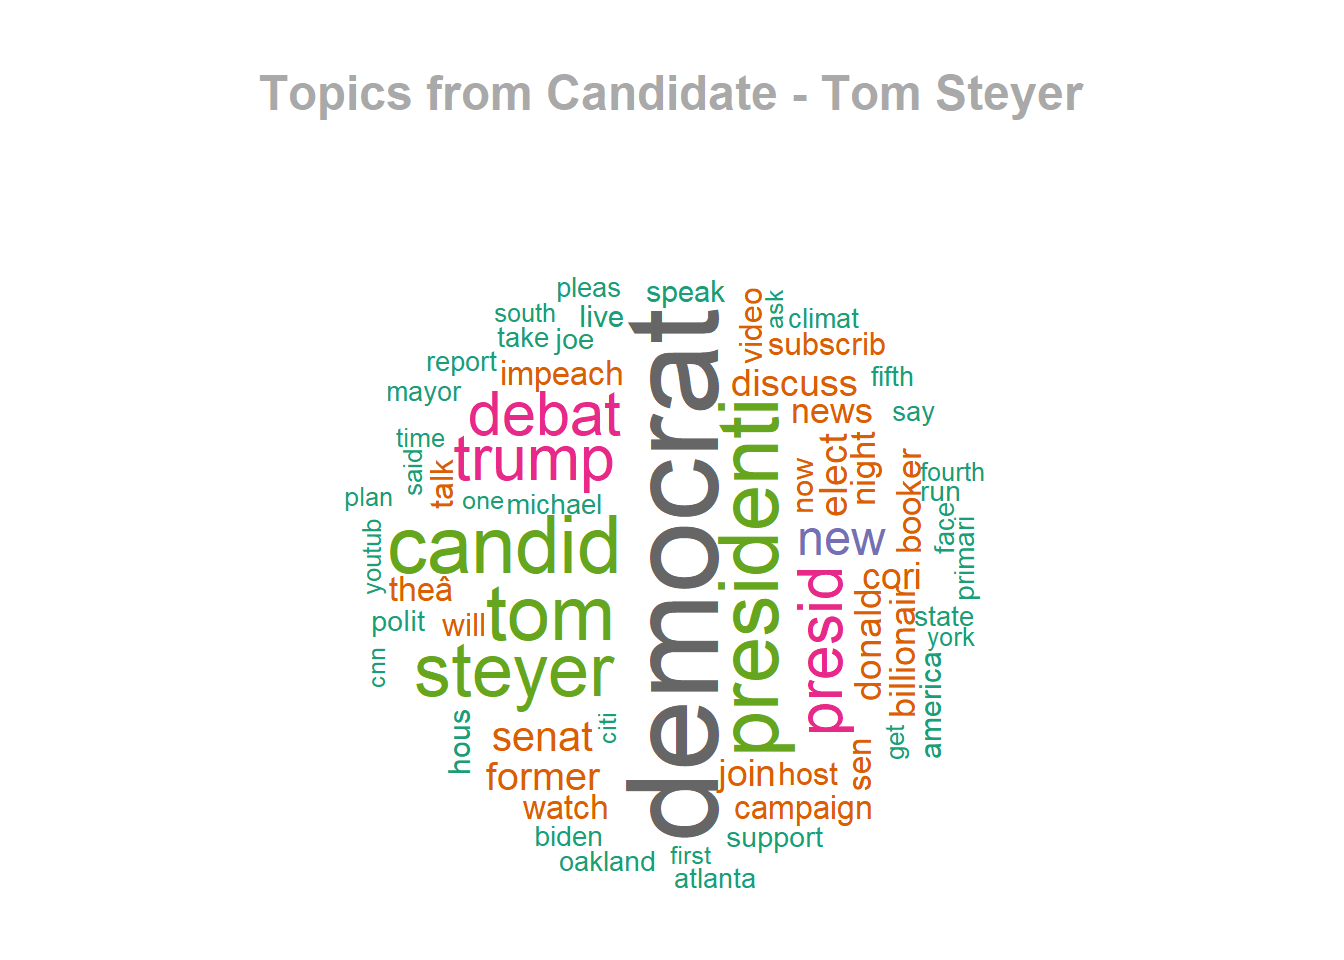 Topics from Candidate - Tom Steyer
pleas
speak
south
live
video
ask
climat
take
joe
subscrib
report
impeach
discuss
fifth
mayor
debat
news
say
time
trump
said
talk
now
elect
night
booker
fourth
run
plan
one
michael
democrat
presidenti
new
face
primari
youtub
candid
theâ
cori
polit
will
tom
presid
donald
billionair
state
york
cnn
steyer
america
hous
senat
citi
get
former
join
host
sen
watch
campaign
biden
support
oakland
first
atlanta